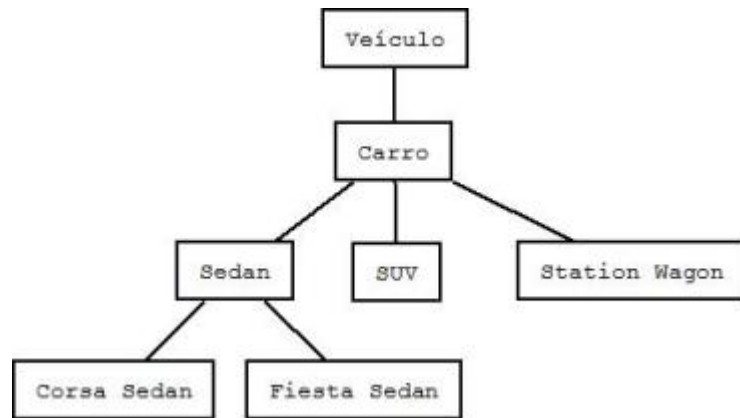 Veículo
Carro
Sedan
SUV
Station Wagon
Corsa Sedan
Fiesta Sedan